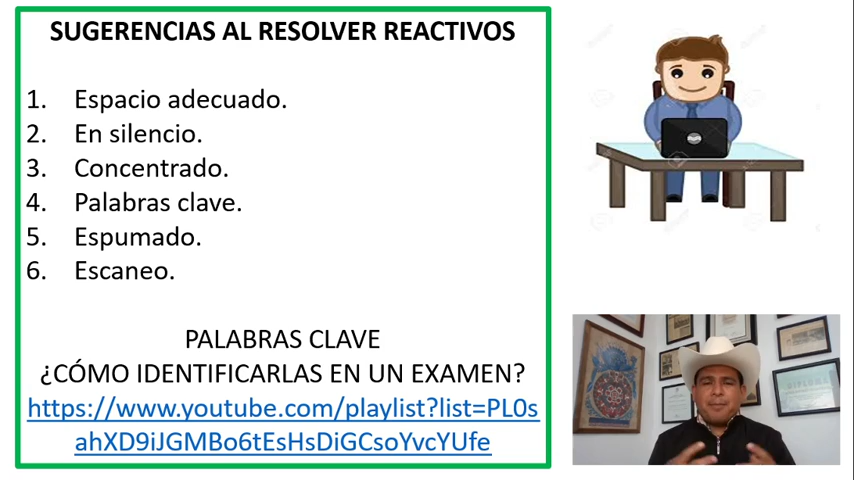 SUGERENCIAS AL RESOLVER REACTIVOS
1. Espacio adecuado.
2. En silencio.
3. Concentrado.
4. Palabras clave.
5. Espumado.
6. Escaneo.
PALABRAS CLAVE
¿CÓMO IDENTIFICARLAS EN UN EXAMEN?
https://www.youtube.com/playlist?list=PL0s
ahXD9iJGMBo6tEsHsDiGCsoYvcYUfe
DIPLOMA